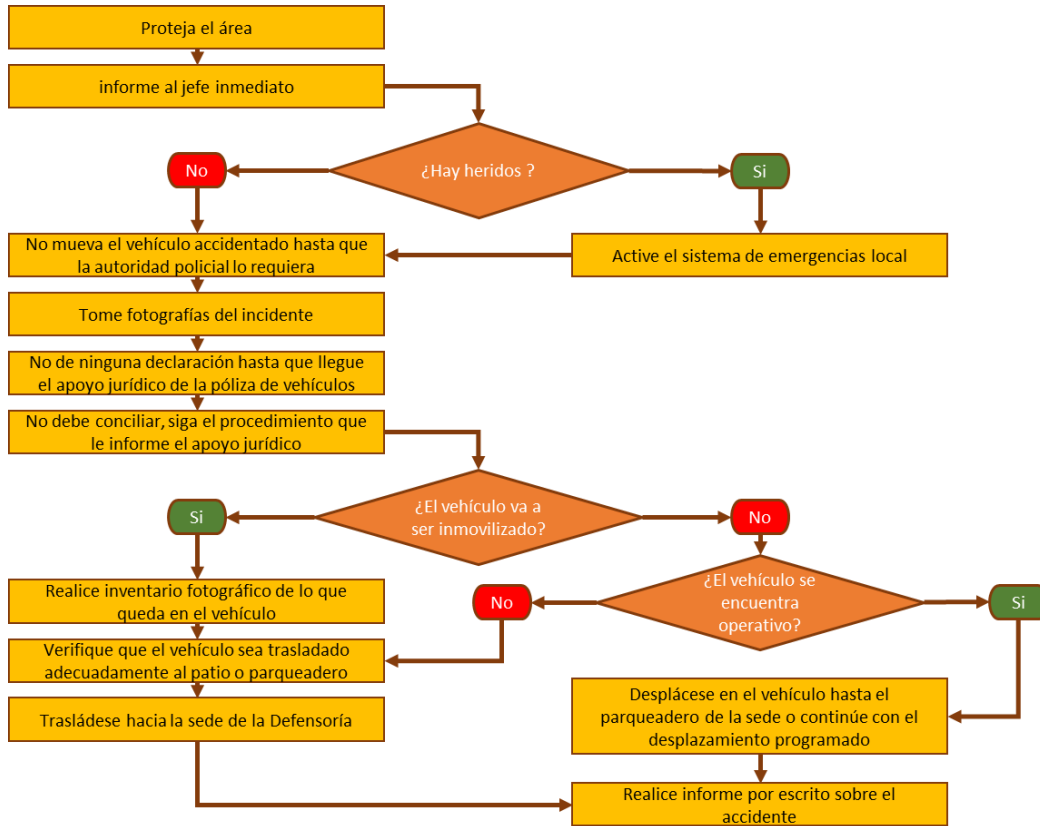 Proteja el área
informe al jefe inmediato
¿Hay heridos ?
No
Si
No mueva el vehículo accidentado hasta que
la autoridad policial lo requiera
Active el sistema de emergencias local
Tome fotografías del incidente
No de ninguna declaración hasta que llegue
el apoyo jurídico de la póliza de vehículos
No debe conciliar, siga el procedimiento que
le informe el apoyo jurídico
¿El vehículo va a
ser inmovilizado?
Si
No
Realice inventario fotográfico de lo que
queda en el vehículo
¿El vehículo se
encuentra
operativo?
No
Si
Verifique que el vehículo sea trasladado
adecuadamente al patio o parqueadero
Trasládese hacia la sede de la Defensoría
Desplácese en el vehículo hasta el
parqueadero de la sede o continúe con el
desplazamiento programado
Realice informe por escrito sobre el
accidente